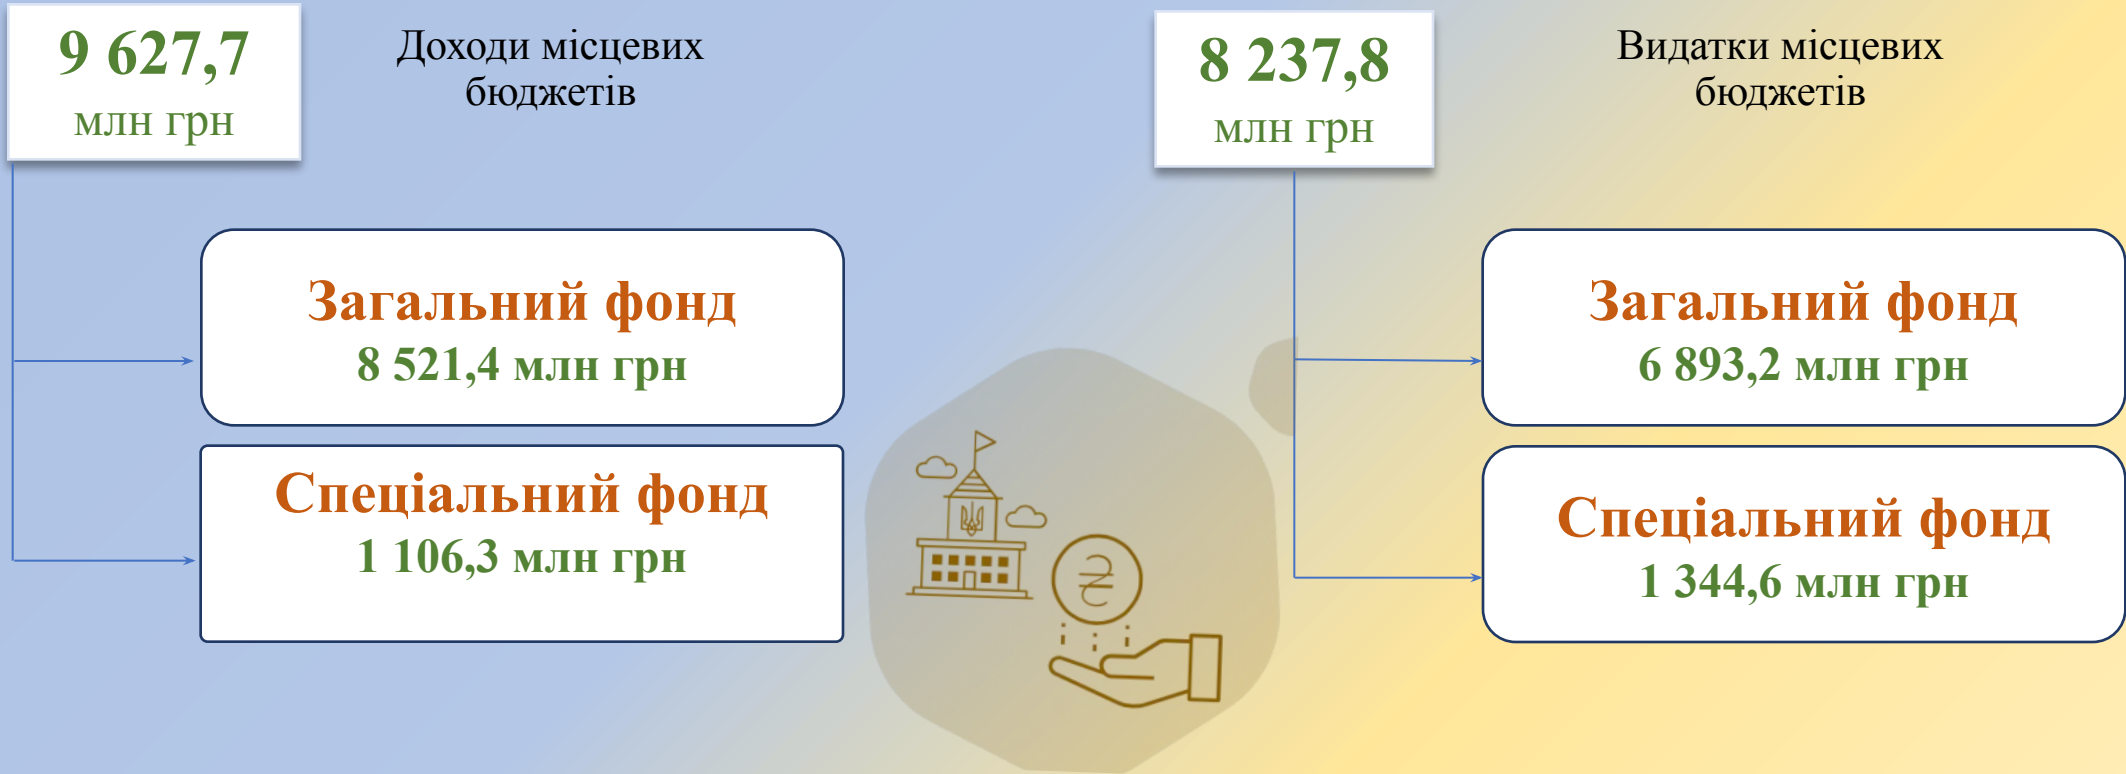 9 627,7
млн грн
Доходи місцевих
бюджетів
Загальний фонд
8 521,4 млн грн
Спеціальний фонд
1 106,3 млн грн
8 237,8
млн грн
Видатки місцевих
бюджетів
Загальний фонд
6 893,2 млн грн
Спеціальний фонд
1 344,6 млн грн